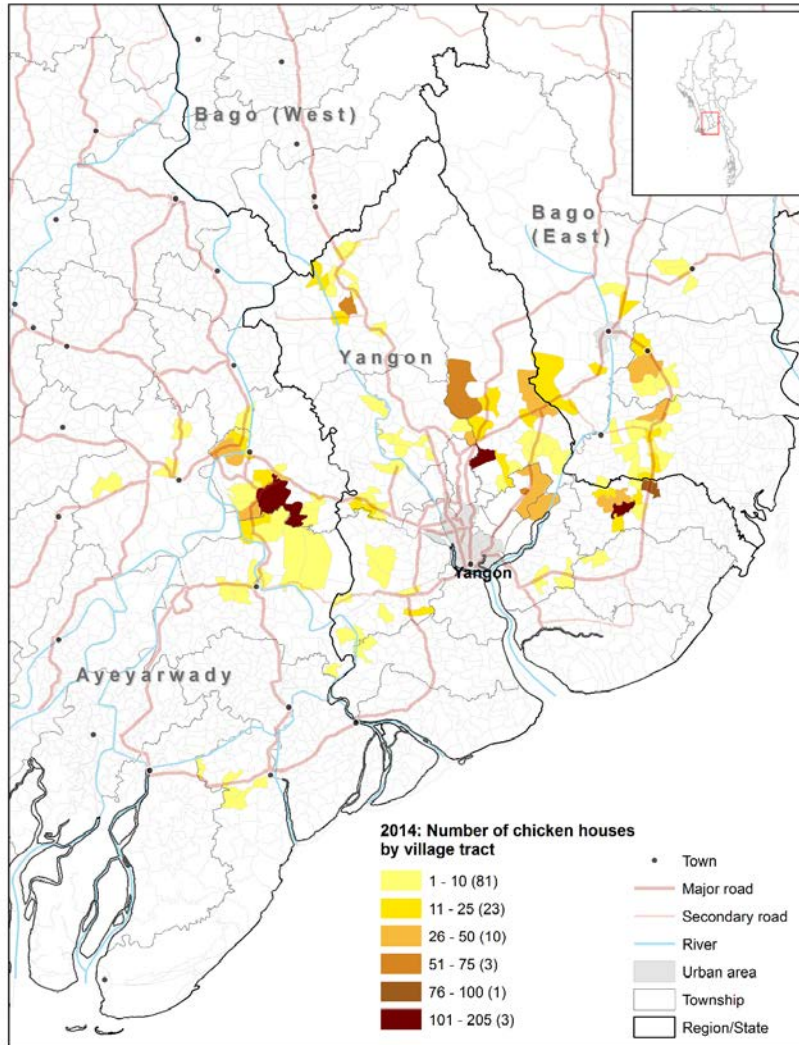 Bago (West)
Bago
(East)
Yangon
Yangon
Ayeyarwady
2014: Number of chicken houses
by village tract
1 - 10 (81)
11 - 25 (23)
26 - 50 (10)
51 - 75 (3)
76 - 100 (1)
101 - 205 (3)
Town
Major road
Secondary road
River
Urban area
Township
Region/State